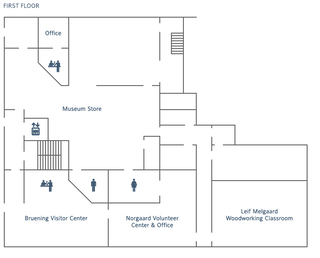 FIRST FLOOR
Office
Museum Store
Bruening Visitor Center
Norgaard Volunteer
Center & Office
Leif Melgaard
Woodworking Classroom